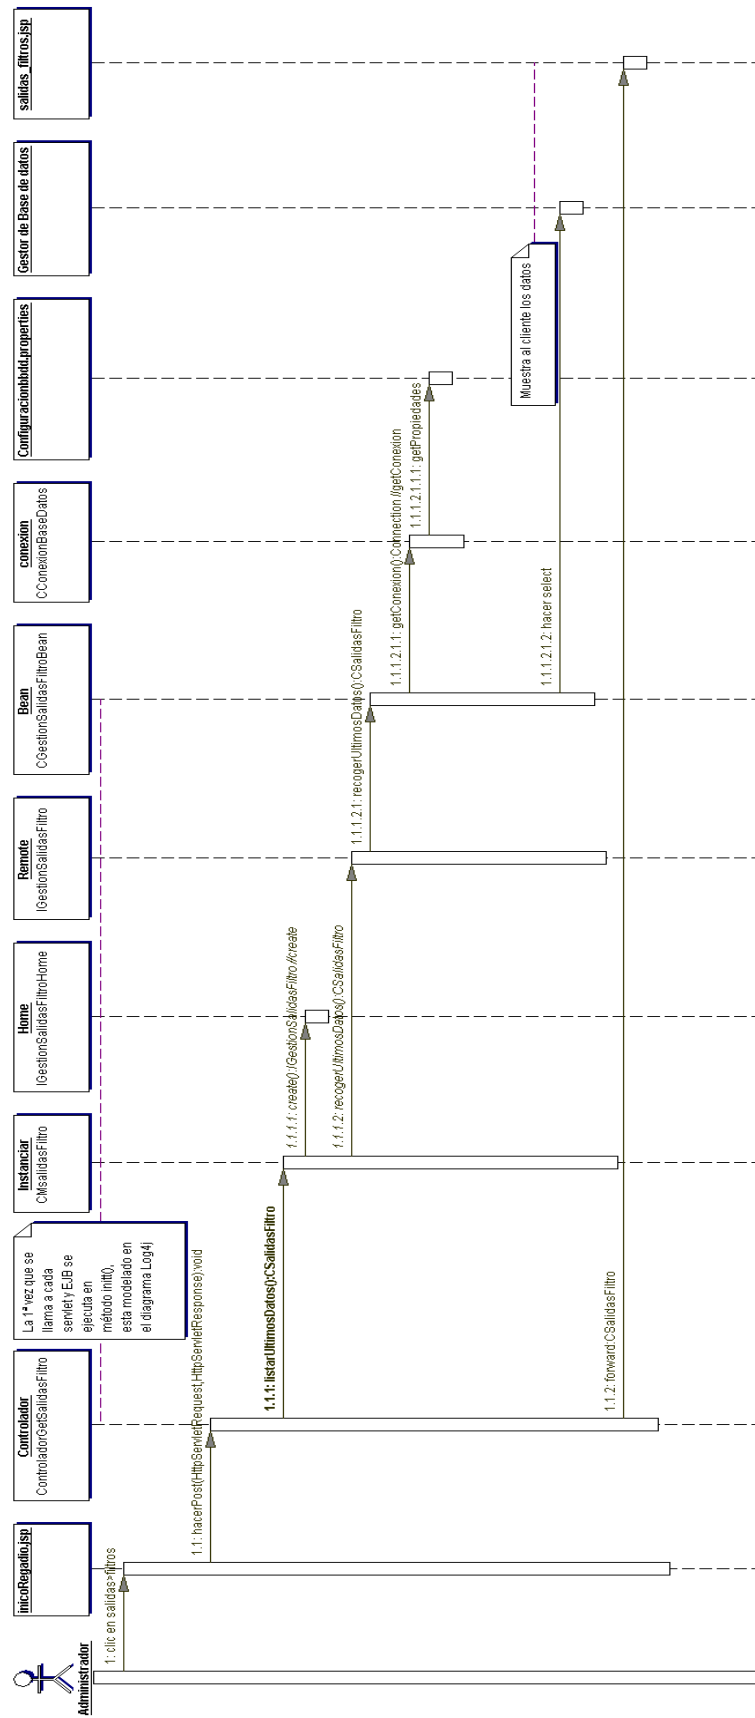 Administrador
inicoRegadio.jsp
Controlador
ControladorGetSalidasFiltro
La 1ª vez que se
llama a cada
servlet y EJB se
ejecuta en
método initt(),
esta modelado en
el diagrama Log4j
Instanciar
CMsalidasFiltro
Home
IGestionSalidasFiltroHome
Remote
IGestionSalidasFiltro
Bean
CGestionSalidasFiltroBean
conexion
CConexionBaseDatos
Configuracionbbdd.properties
Gestor de Base de datos
salidas_filtros.jsp
1: clic en salidas>filtros
1.1: hacerPost(HttpServletRequest,HttpServletResponse):void
1.1.1: listarUltimosDatos():CSalidasFiltro
1.1.1.1: create():IGestionSalidasFiltro //create
1.1.1.2: recogerUltimosDatos():CSalidasFiltro
1.1.1.2.1: recogerUltimosDatos():CSalidasFiltro
1.1.1.2.1.1: getConexion():Connection //getConexion
1.1.1.2.1.1.1: getPropiedades
Muestra al cliente los datos
1.1.1.2.1.2: hacer select
1.1.2: forward:CSalidasFiltro